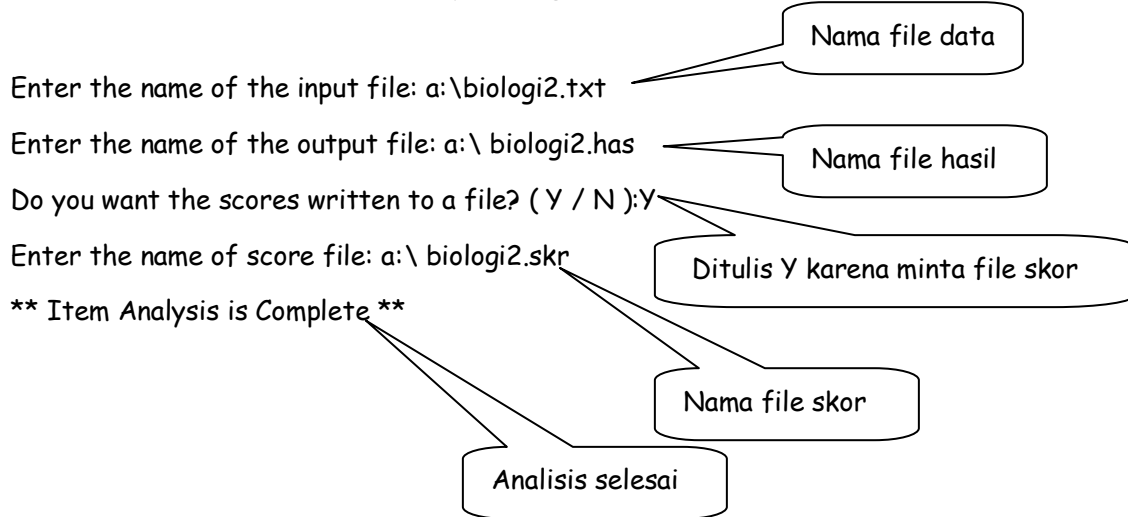 Nama file data
Enter the name of the input file: a:\biologi2.txt
Enter the name of the output file: a:\ biologi2.has
Nama file hasil
Do you want the scores written to a file? ( Y / N ):Y
Enter the name of score file: a:\ biologi2.skr
Ditulis Y karena minta file skor
** Item Analysis is Complete **
Nama file skor
Analisis selesai